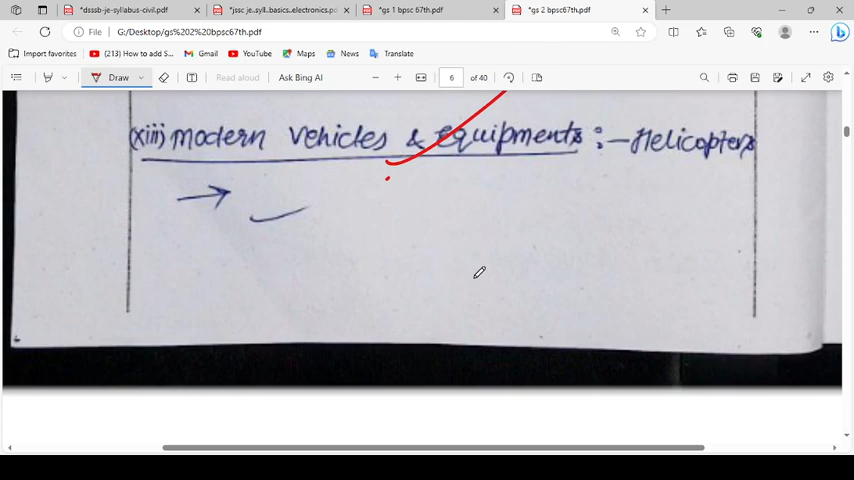 *dsssb-je-syllabus-civil.pdf
*jssc je.syll..basics..electronics.pd
*gs 1 bpsc 67th.pdf
*gs 2 bpsc67th.pdf
File
G:/Desktop/gs%202%20bpsc67th.pdf
Import favorites
(213) How to add S...
Gmail
YouTube
Maps
News
Translate
Draw
Read aloud
Ask Bing AI
6
of 40
(xiii) modern vehicles & equipments :- Helicopters